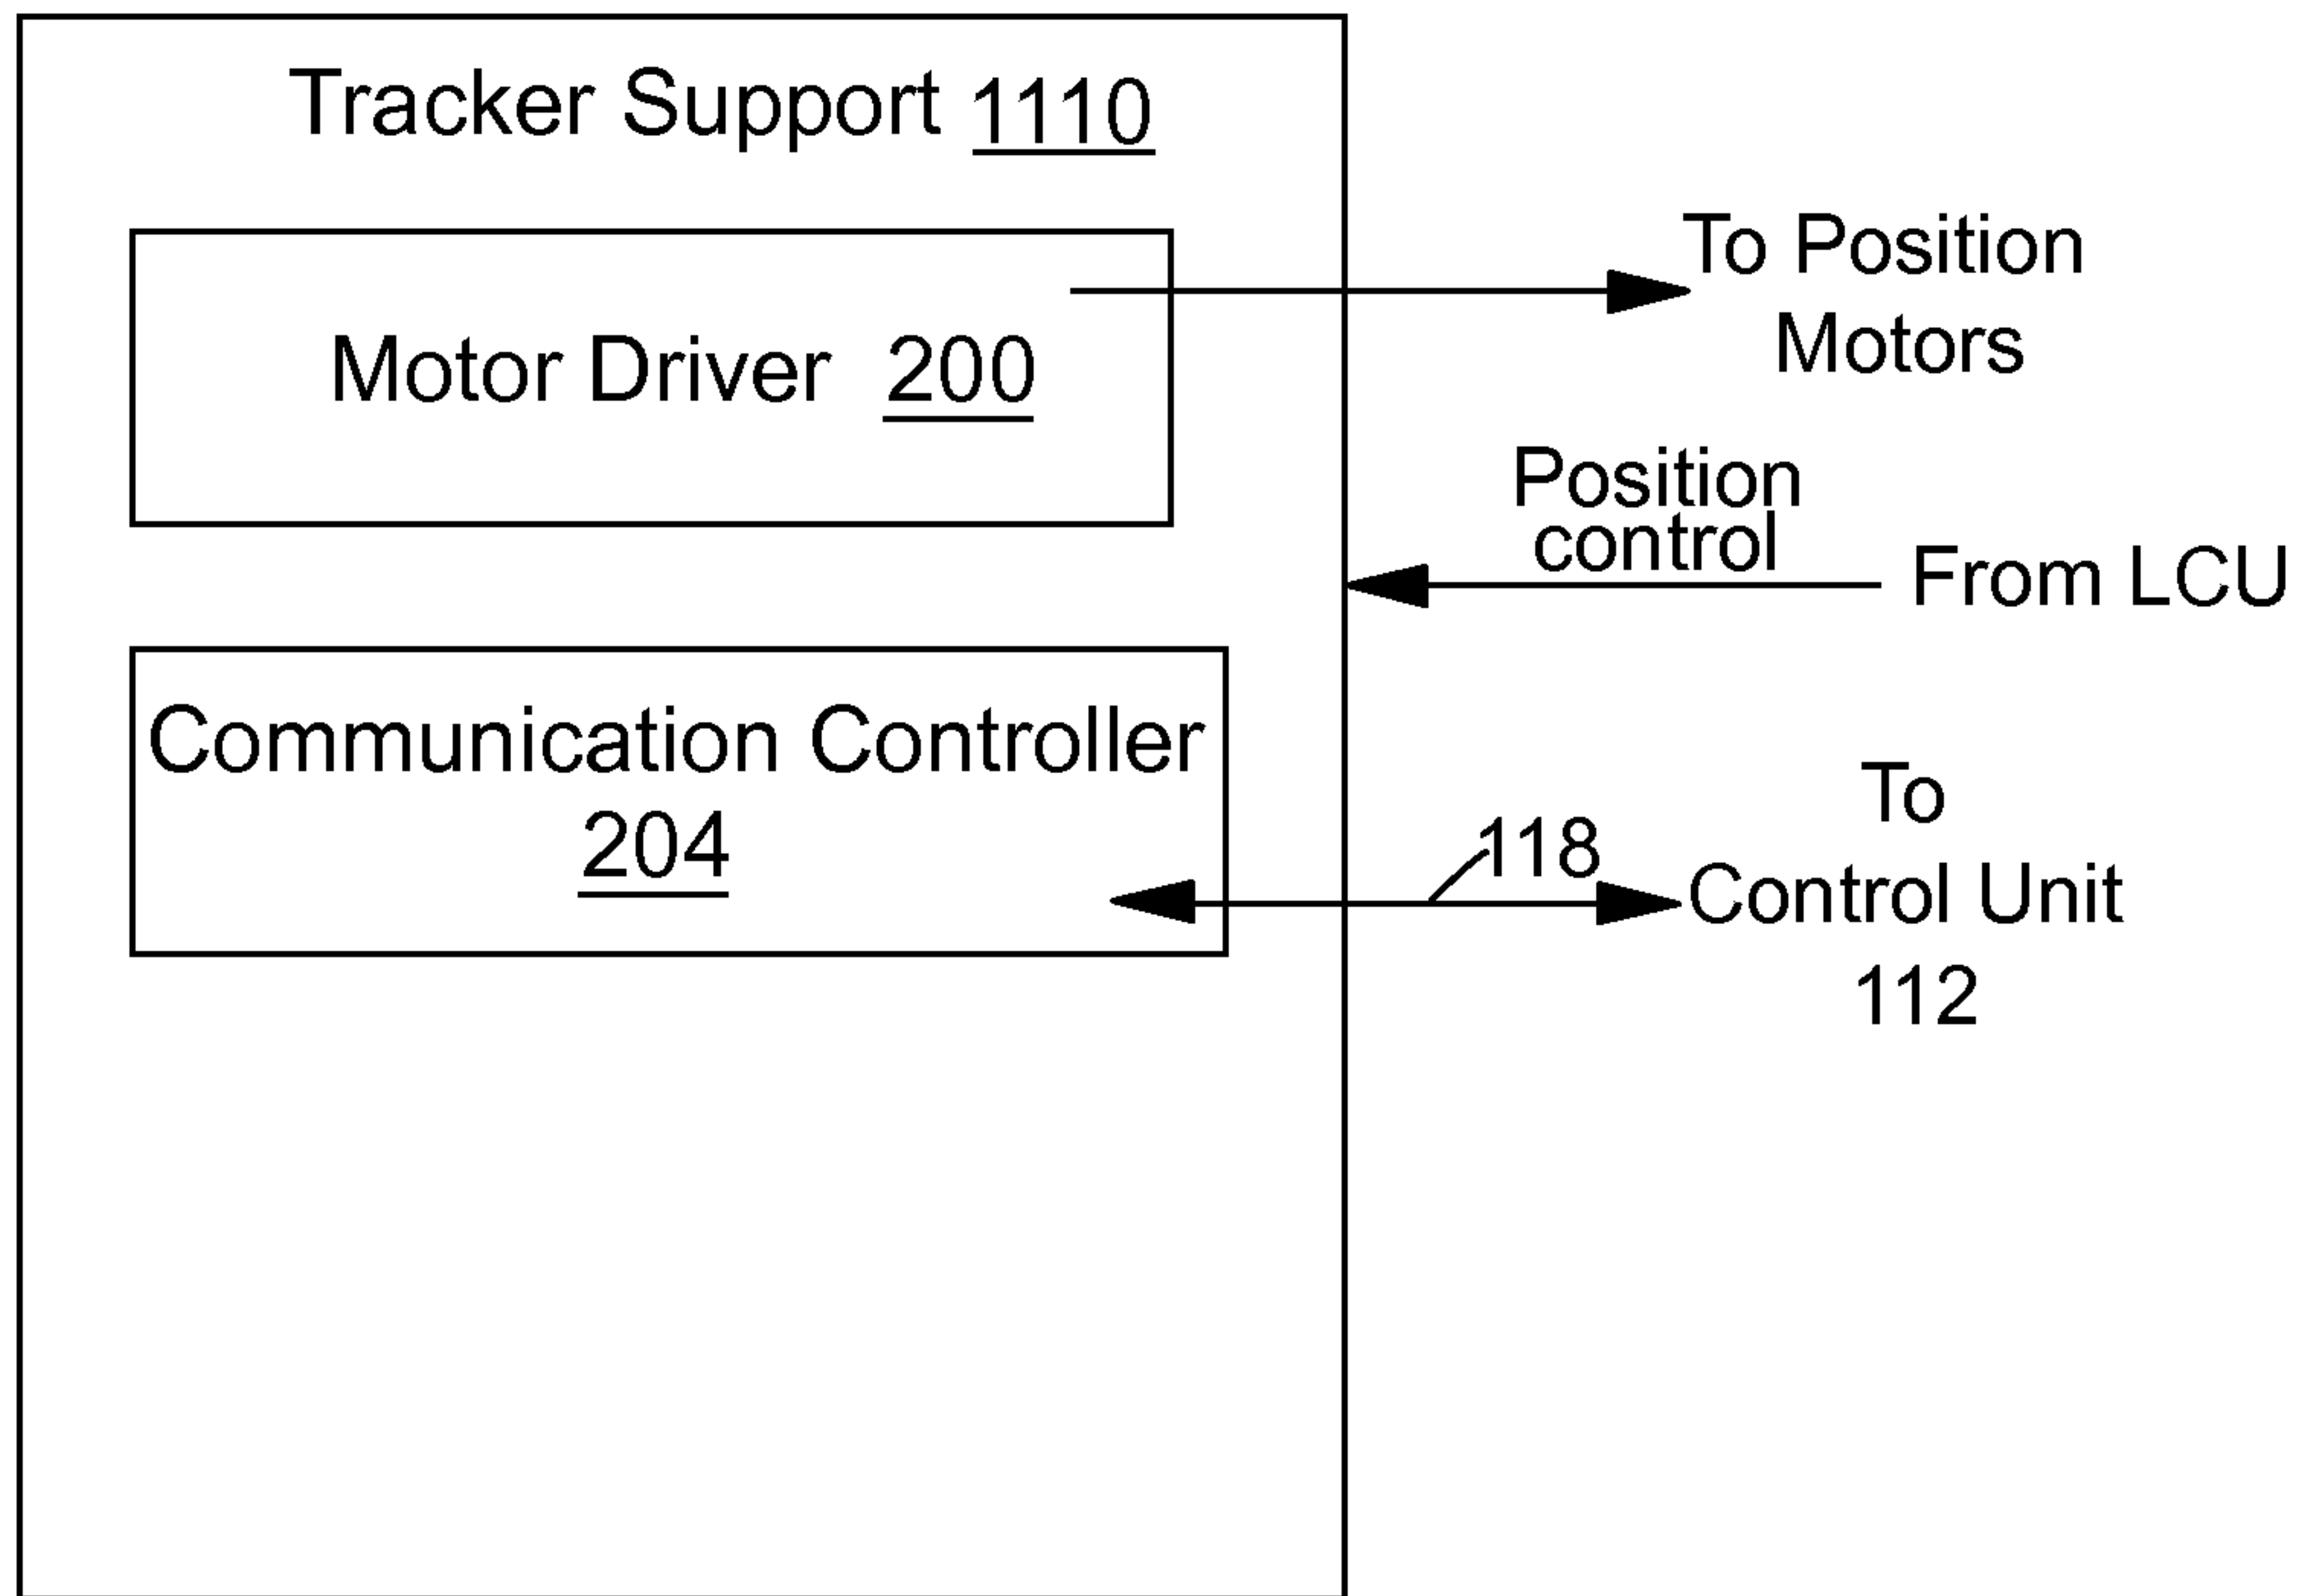 Tracker Support 1110
To Position
Motors
Motor Driver 200
Position
control
From LCU
Communication Controller
204
118
To
Control Unit
112